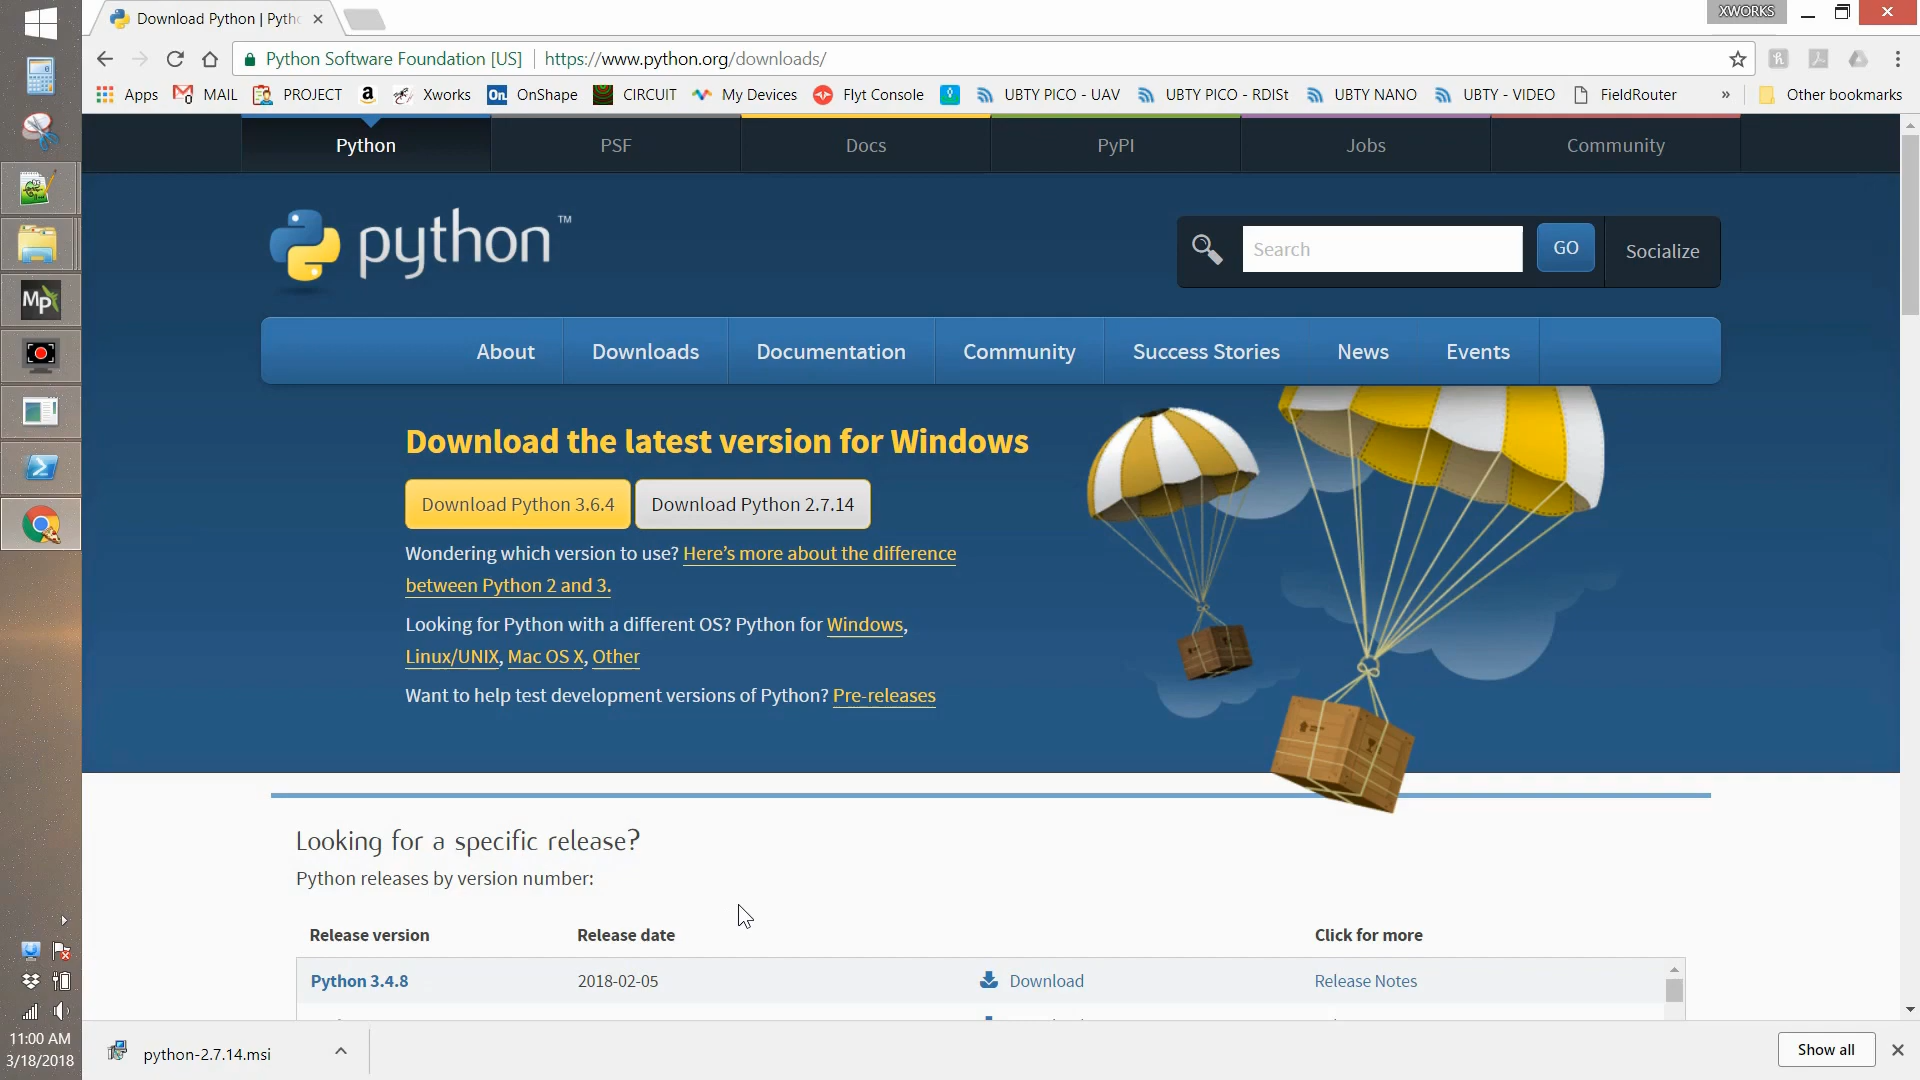 Download Python | Pyth
XWORKS
Python Software Foundation [US]
https://www.python.org/downloads/
Apps
MAIL
PROJECT
Xworks
On
OnShape
CIRCUIT
My Devices
Flyt Console
UBTY PICO - UAV
UBTY PICO - RDISt
UBTY NANO
UBTY - VIDEO
FieldRouter
»
Other bookmarks
Python
PSF
Docs
PyPI
Jobs
Community
python™
Search
GO
Socialize
About
Downloads
Documentation
Community
Success Stories
News
Events
Download the latest version for Windows
Download Python 3.6.4
Download Python 2.7.14
Wondering which version to use? Here's more about the difference
between Python 2 and 3.
Looking for Python with a different OS? Python for Windows,
Linux/UNIX, Mac OS X, Other
Want to help test development versions of Python? Pre-releases
Looking for a specific release?
Python releases by version number:
Release version
Release date
Click for more
Python 3.4.8
2018-02-05
Download
Release Notes
Mp
11:00 AM
3/18/2018
python-2.7.14.msi
Show all